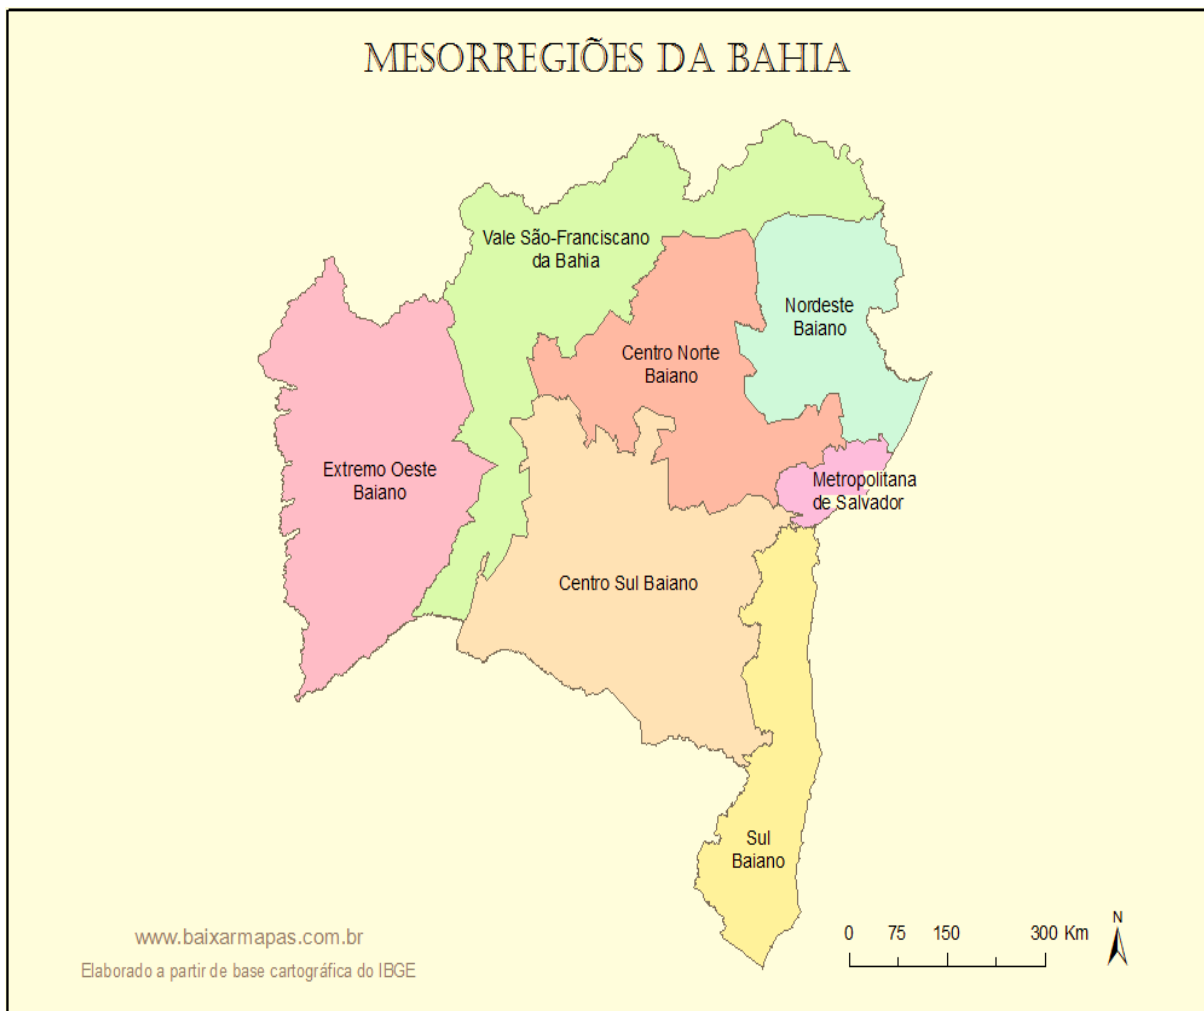 MESORREGIÕES DA BAHIA
Vale São-Franciscano
da Bahia
Nordeste
Baiano
Centro Norte
Baiano
Extremo Oeste
Baiano
Metropolitana
de Salvador
Centro Sul Baiano
Sul
Baiano
www.baixarmapas.com.br
Elaborado a partir de base cartográfica do IBGE
0 75 150 300 Km
N